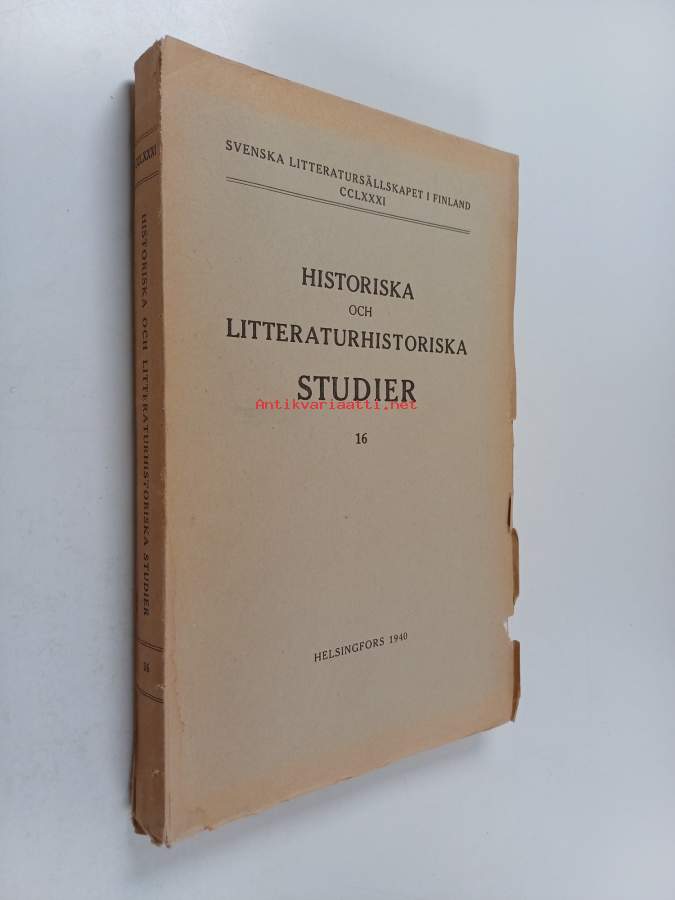 SVENSKA LITTERATURSÄLLSKAPET I FINLAND
CCLXXXI
HISTORISKA
OCH
LITTERATURHISTORISKA
STUDIER
Antikvariaatti.net
16
HELSINGFORS 1940
CCLXXXI
HISTORISKA OCH LITTERATURHISTORISKA STUDIER
16